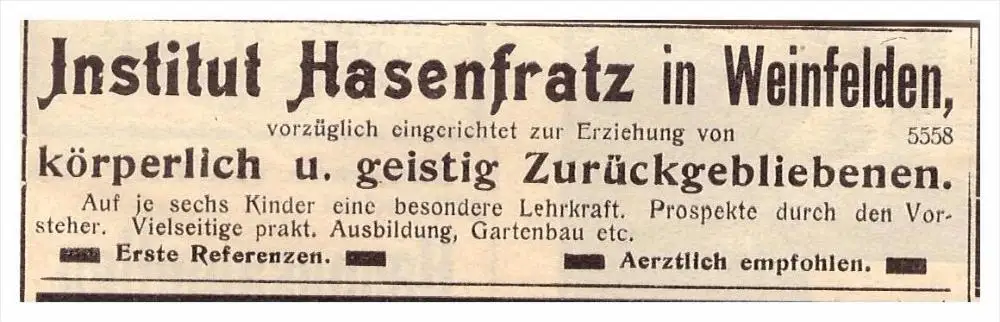 Institut Hasenfratz in Weinfelden,
vorzüglich eingerichtet zur Erziehung von 5558
körperlich u. geistig Zurückgebliebenen.
Auf je sechs Kinder eine besondere Lehrkraft. Prospekte durch den Vor-
steher. Vielseitige prakt. Ausbildung, Gartenbau etc.
Erste Referenzen. Aerztlich empfohlen.